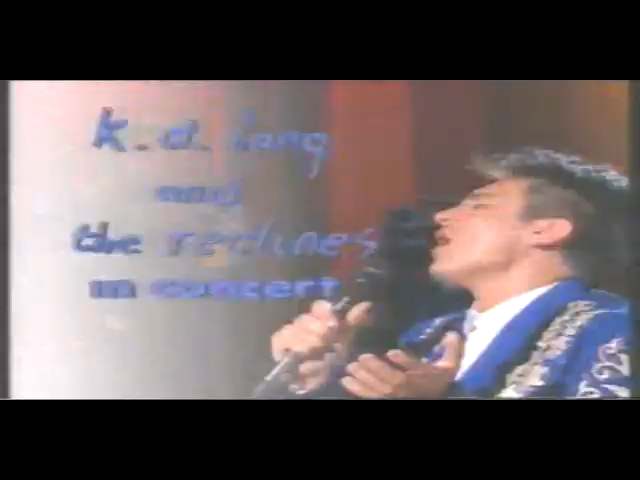 k.d. lang
and
the reclines
in concert